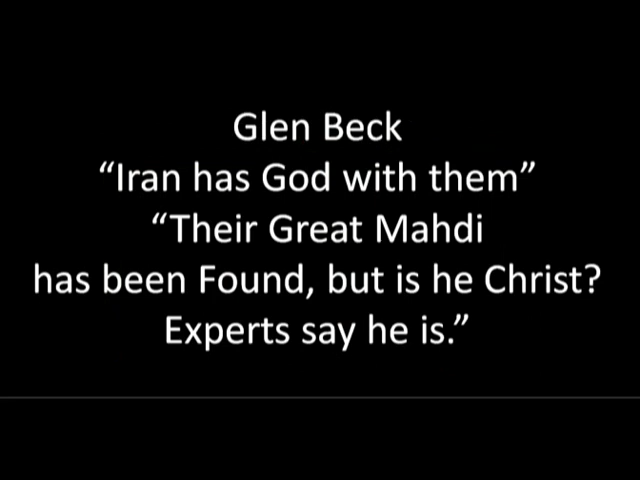 Glen Beck
“Iran has God with them”
“Their Great Mahdi
has been Found, but is he Christ?
Experts say he is.”